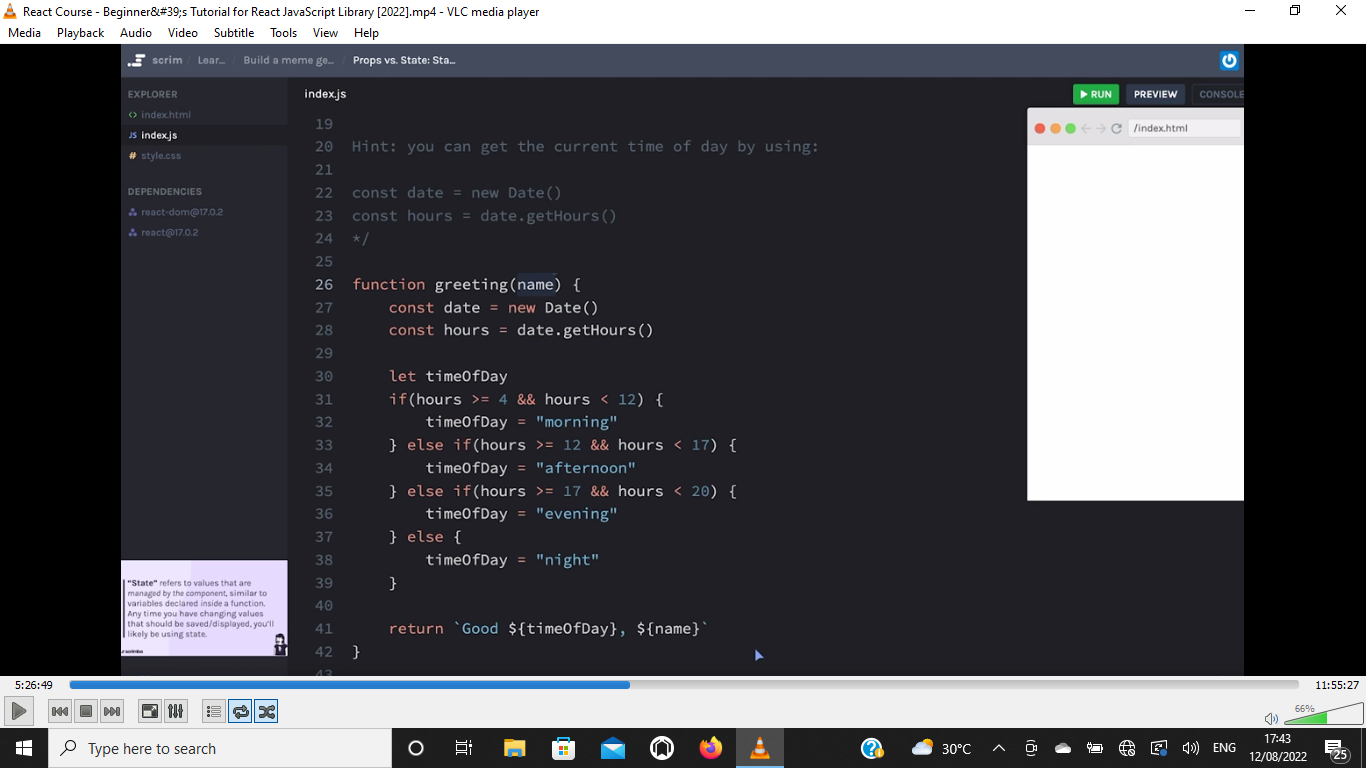 React Course - Beginner&#39;s Tutorial for React JavaScript Library [2022].mp4 - VLC media player
Media Playback Audio Video Subtitle Tools View Help
scrim / Lear... / Build a meme ge... / Props vs. State: Sta...
EXPLORER
<> index.html
JS index.js
# style.css
DEPENDENCIES
react-dom@17.0.2
react@17.0.2
index.js
RUN PREVIEW CONSOLE
/index.html
19
20 Hint: you can get the current time of day by using:
21
22 const date = new Date()
23 const hours = date.getHours()
24 */
25
26 function greeting(name) {
27 const date = new Date()
28 const hours = date.getHours()
29
30 let timeOfDay
31 if(hours >= 4 && hours < 12) {
32 timeOfDay = "morning"
33 } else if(hours >= 12 && hours < 17) {
34 timeOfDay = "afternoon"
35 } else if(hours >= 17 && hours < 20) {
36 timeOfDay = "evening"
37 } else {
38 timeOfDay = "night"
39 }
40
41 return `Good ${timeOfDay}, ${name}`
42 }
43
"State" refers to values that are
managed by the component, similar to
variables declared inside a function.
Any time you have changing values
that should be saved/displayed, you'll
likely be using state.
scrimba
5:26:49 11:55:27
66%
Type here to search
30°C
ENG
17:43
12/08/2022
25